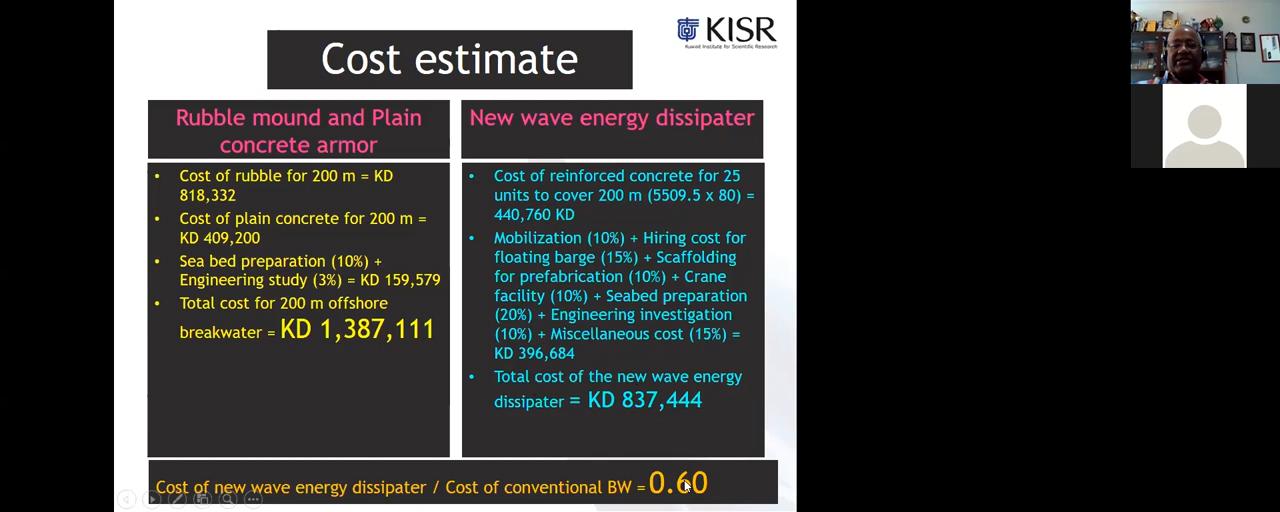 KISR
Kuwait Institute for Scientific Research
Cost estimate
Rubble mound and Plain
concrete armor
• Cost of rubble for 200 m = KD
818,332
• Cost of plain concrete for 200 m =
KD 409,200
• Sea bed preparation (10%) +
Engineering study (3%) = KD 159,579
• Total cost for 200 m offshore
breakwater = KD 1,387,111
New wave energy dissipater
• Cost of reinforced concrete for 25
units to cover 200 m (5509.5 x 80) =
440,760 KD
• Mobilization (10%) + Hiring cost for
floating barge (15%) + Scaffolding
for prefabrication (10%) + Crane
facility (10%) + Seabed preparation
(20%) + Engineering investigation
(10%) + Miscellaneous cost (15%) =
KD 396,684
• Total cost of the new wave energy
dissipater = KD 837,444
Cost of new wave energy dissipater / Cost of conventional BW = 0.60